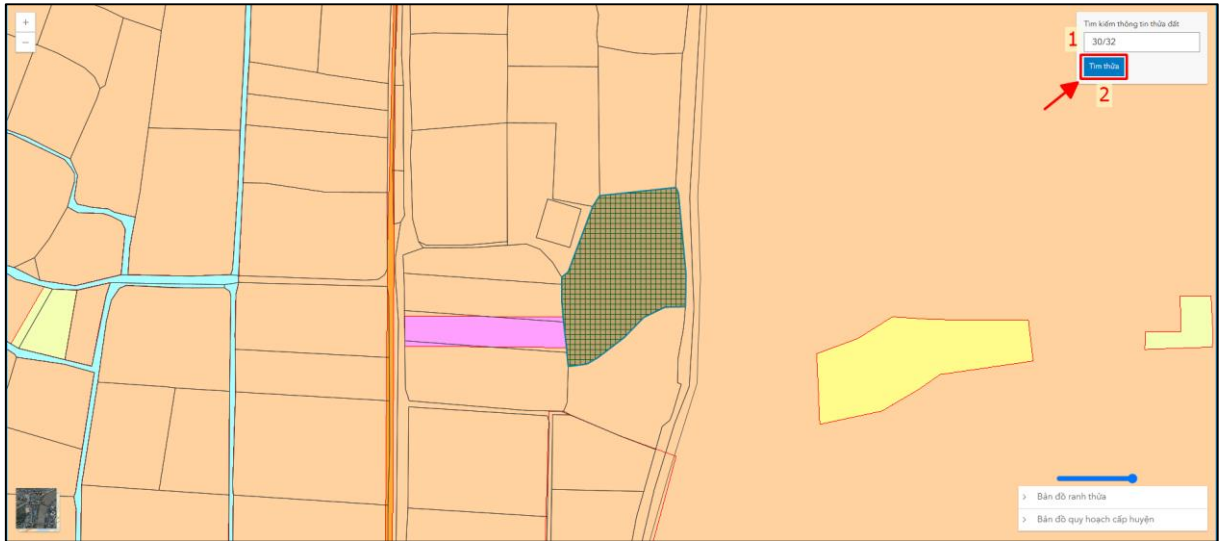 +
−
Tìm kiếm thông tin thửa đất
1
30/32
Tìm thửa
2
> Bản đồ ranh thửa
> Bản đồ quy hoạch cấp huyện